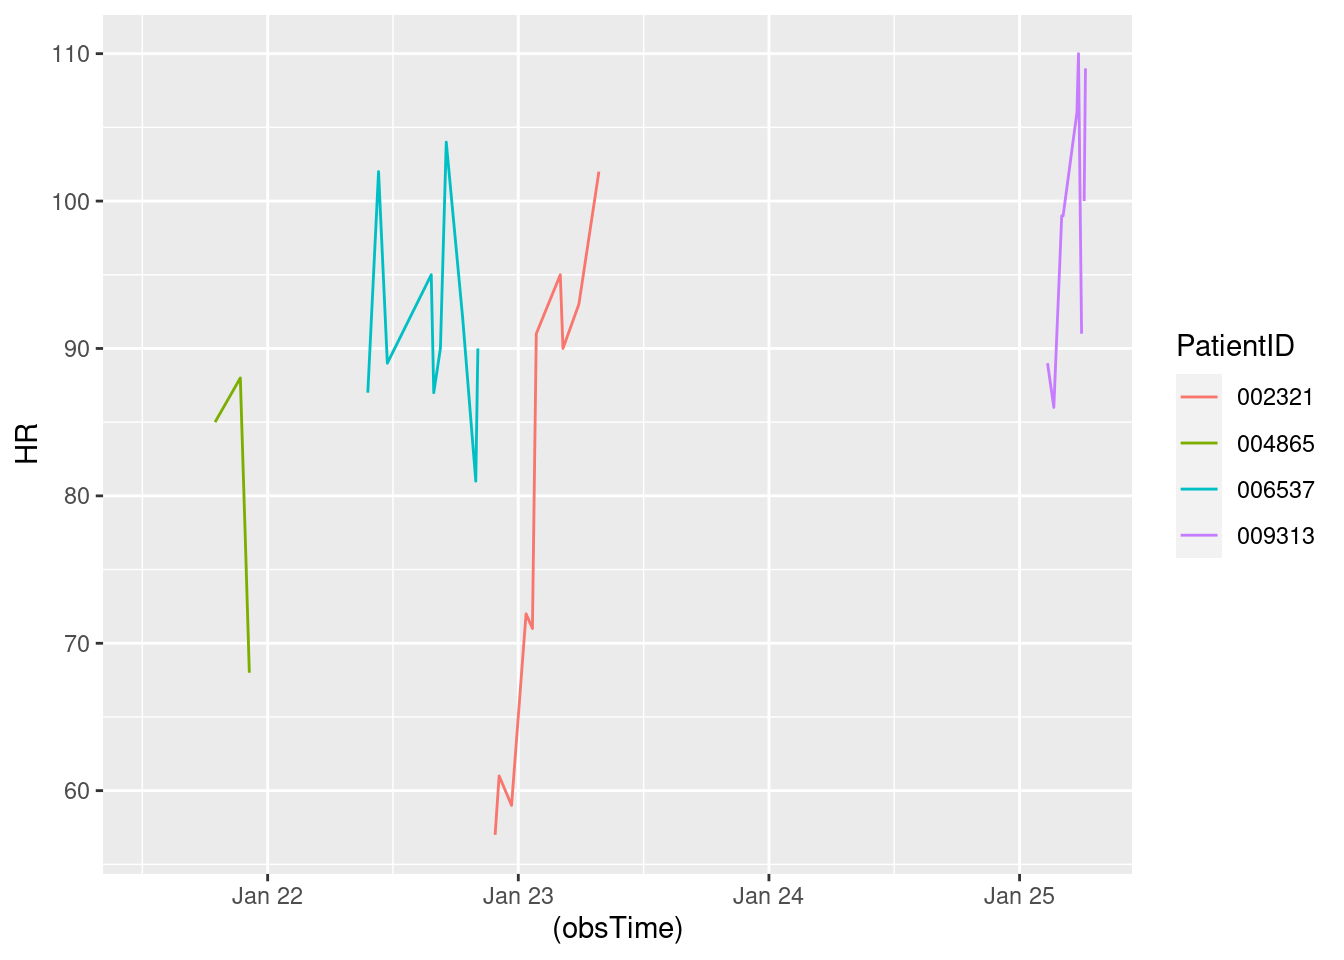 110
100
90
80
70
60
HR
Jan 22
Jan 23
Jan 24
Jan 25
(obsTime)
PatientID
002321
004865
006537
009313